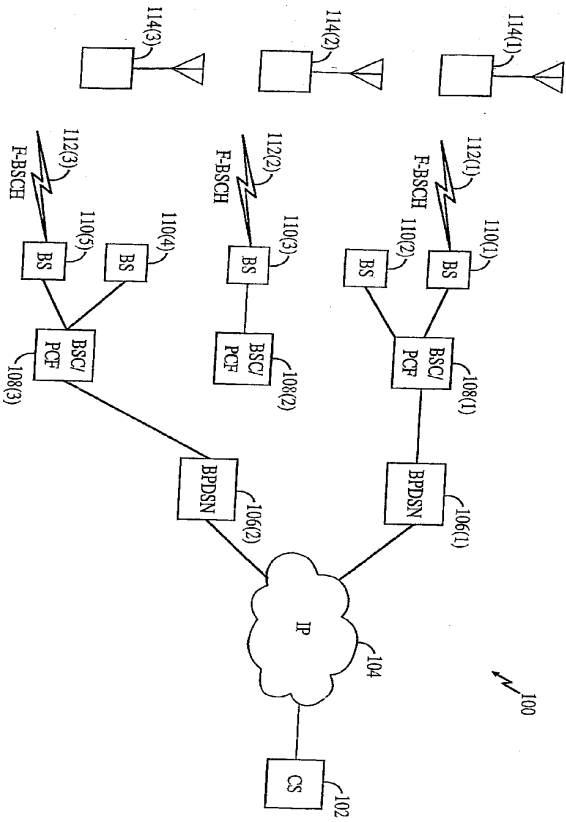 100
114(1)
112(1)
F-BSCH
110(1)
BS
110(2)
BS
108(1)
BSC/
PCF
106(1)
BPDSN
104
IP
102
CS
114(2)
112(2)
F-BSCH
110(3)
BS
108(2)
BSC/
PCF
106(2)
BPDSN
114(3)
112(3)
F-BSCH
110(4)
BS
110(5)
BS
108(3)
BSC/
PCF